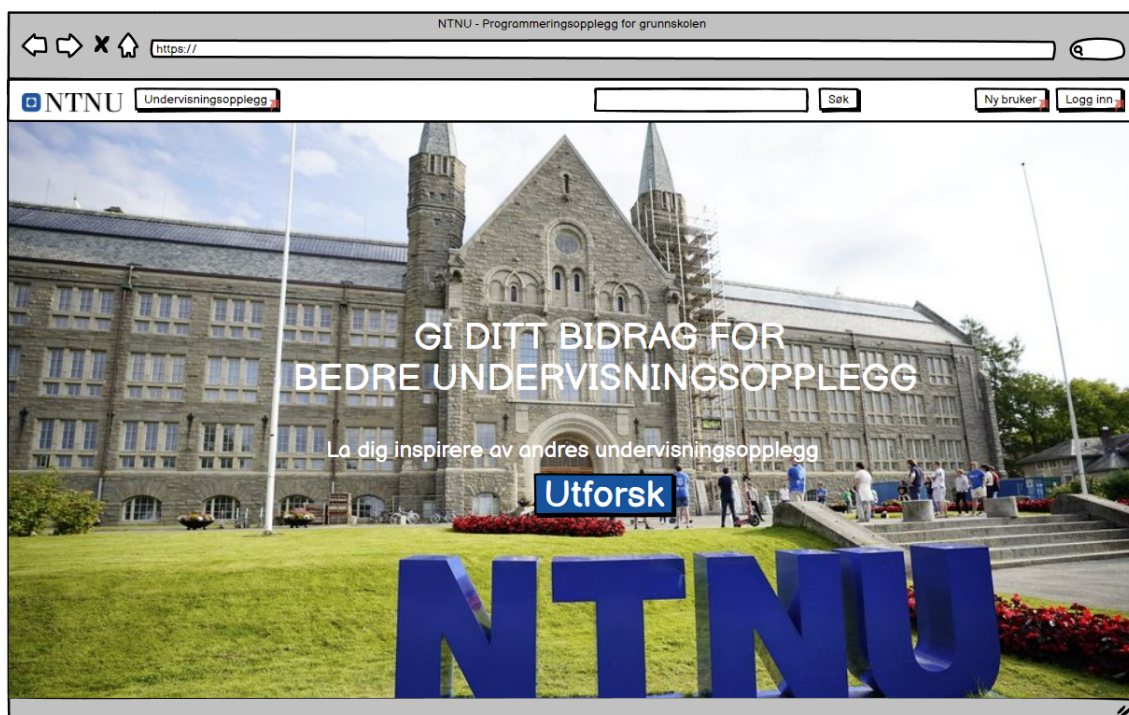 NTNU - Programmeringsopplegg for grunnskolen
https://
NTNU
Undervisningsopplegg
Søk
Ny bruker
Logg inn
GI DITT BIDRAG FOR
BEDRE UNDERVISNINGSOPPLEGG
La dig inspirere av andres undervisningsopplegg
Utforsk
NTNU